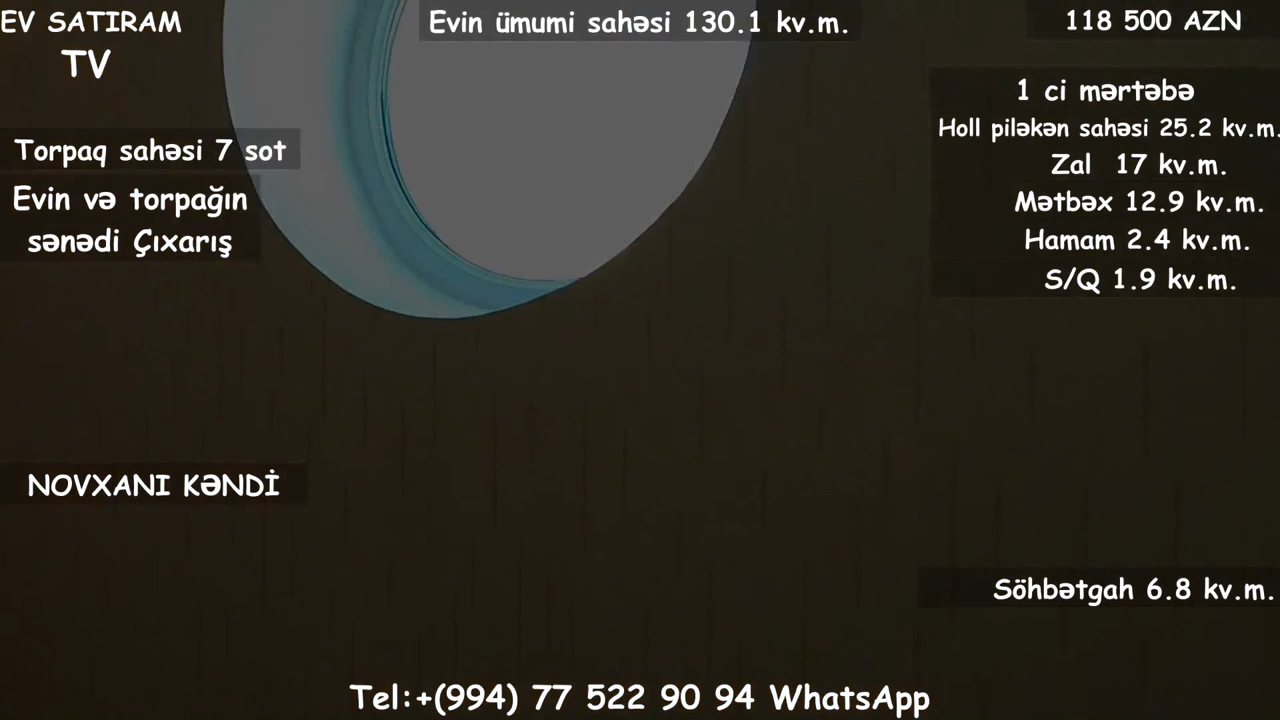 EV SATIRAM
TV
Evin ümumi sahəsi 130.1 kv.m.
118 500 AZN
Torpaq sahəsi 7 sot
Evin və torpağın
sənədi Çıxarış
1 ci mərtəbə
Holl piləkən sahəsi 25.2 kv.m.
Zal 17 kv.m.
Mətbəx 12.9 kv.m.
Hamam 2.4 kv.m.
S/Q 1.9 kv.m.
NOVXANI KƏNDİ
Söhbətgah 6.8 kv.m.
Tel:+(994) 77 522 90 94 WhatsApp